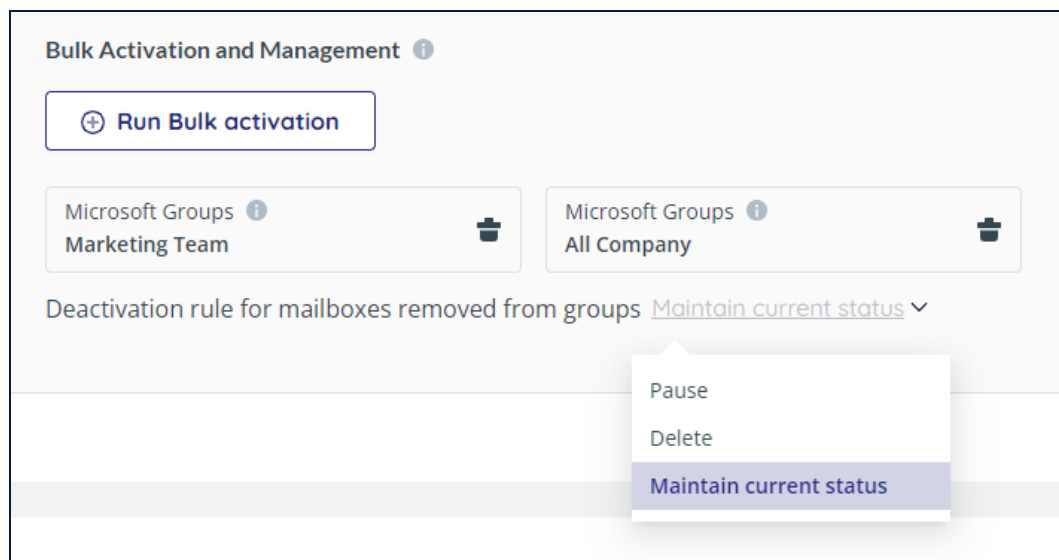 Bulk Activation and Management
Run Bulk activation
Microsoft Groups
Marketing Team
Microsoft Groups
All Company
Deactivation rule for mailboxes removed from groups Maintain current status
Pause
Delete
Maintain current status